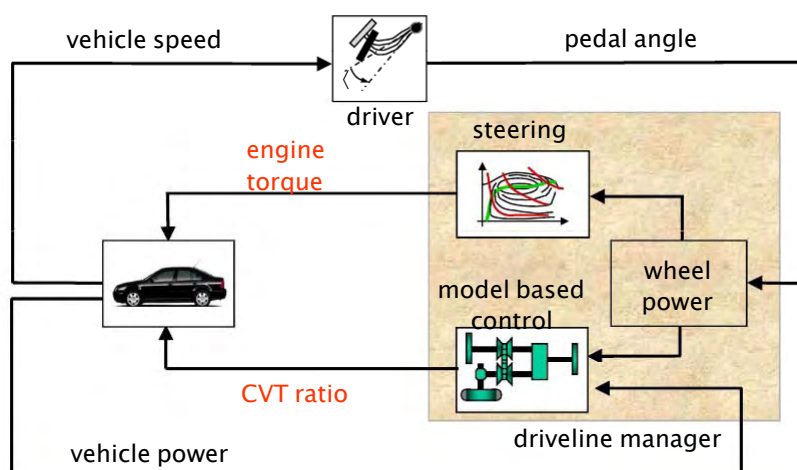 vehicle speed
pedal angle
driver
steering
engine
torque
wheel
power
model based
control
CVT ratio
driveline manager
vehicle power